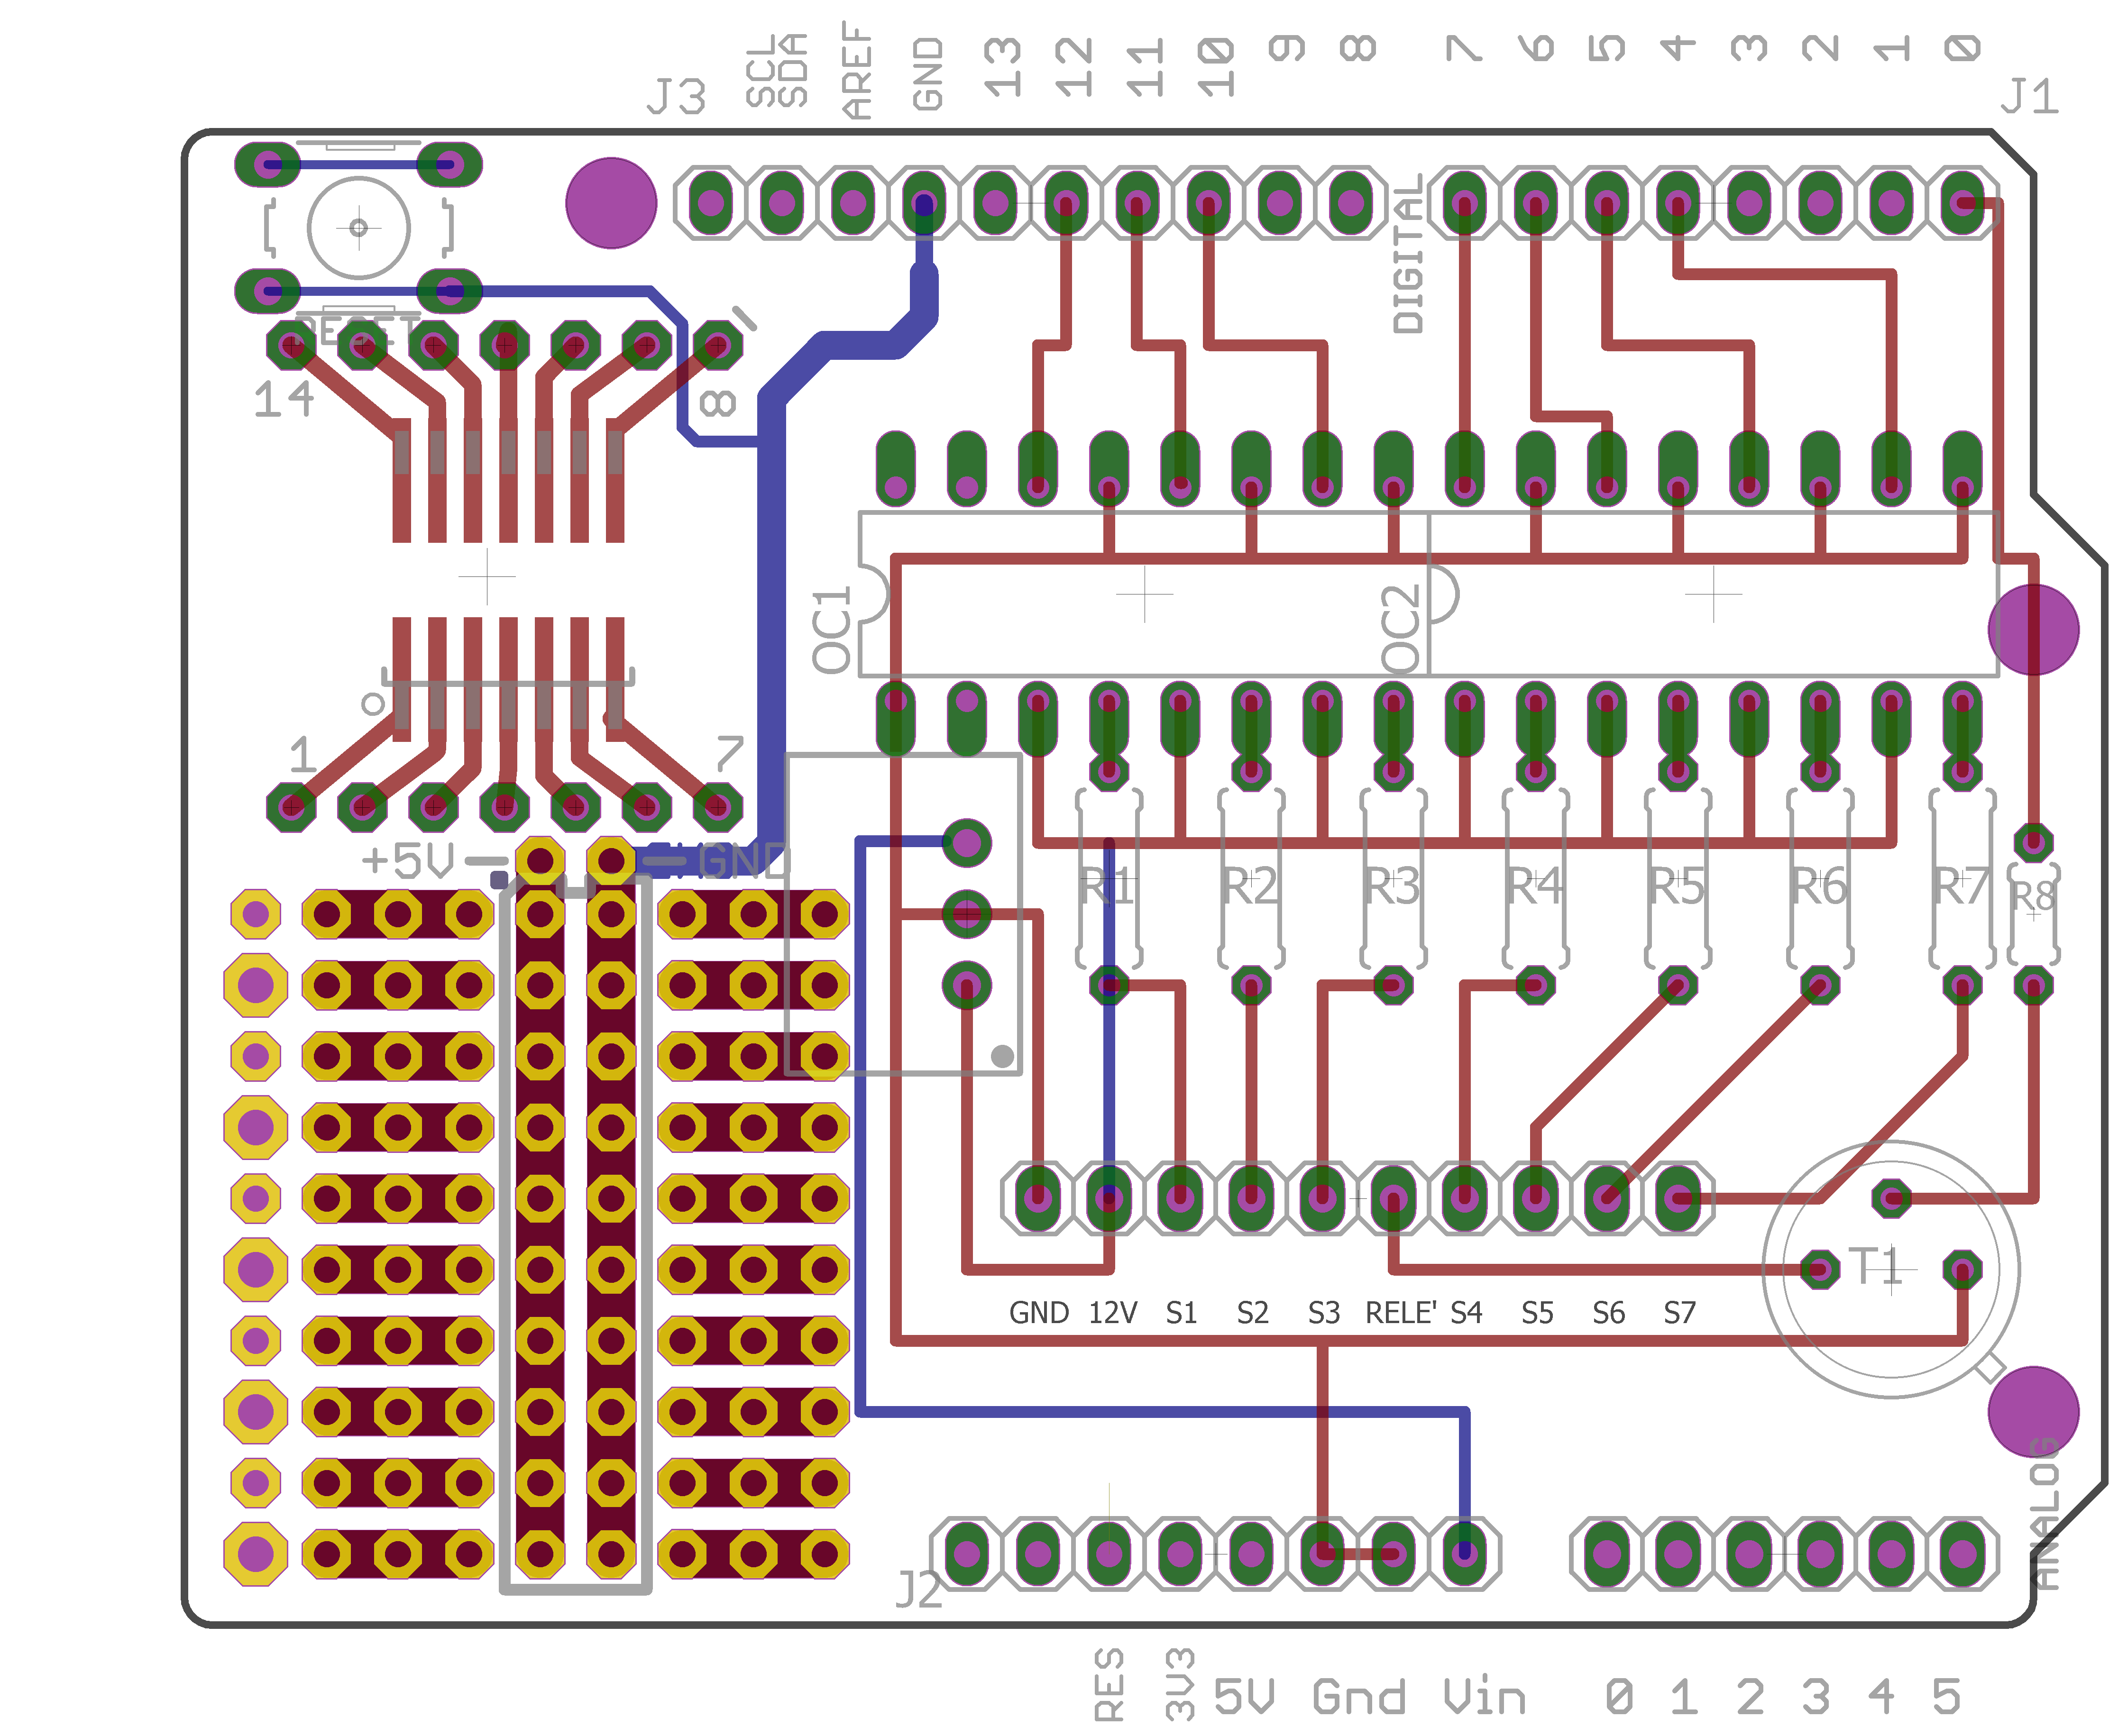 J3 SCL SDA AREF GND 13 12 11 10 9 8 7 6 5 4 3 2 1 0 J1
DIGITAL
RESET
14 8
OC1 OC2
1 7
+5V GND
R1 R2 R3 R4 R5 R6 R7 R8
T1
GND 12V S1 S2 S3 RELE' S4 S5 S6 S7
ANALOG
J2
RES 3V3 5V Gnd Vin 0 1 2 3 4 5